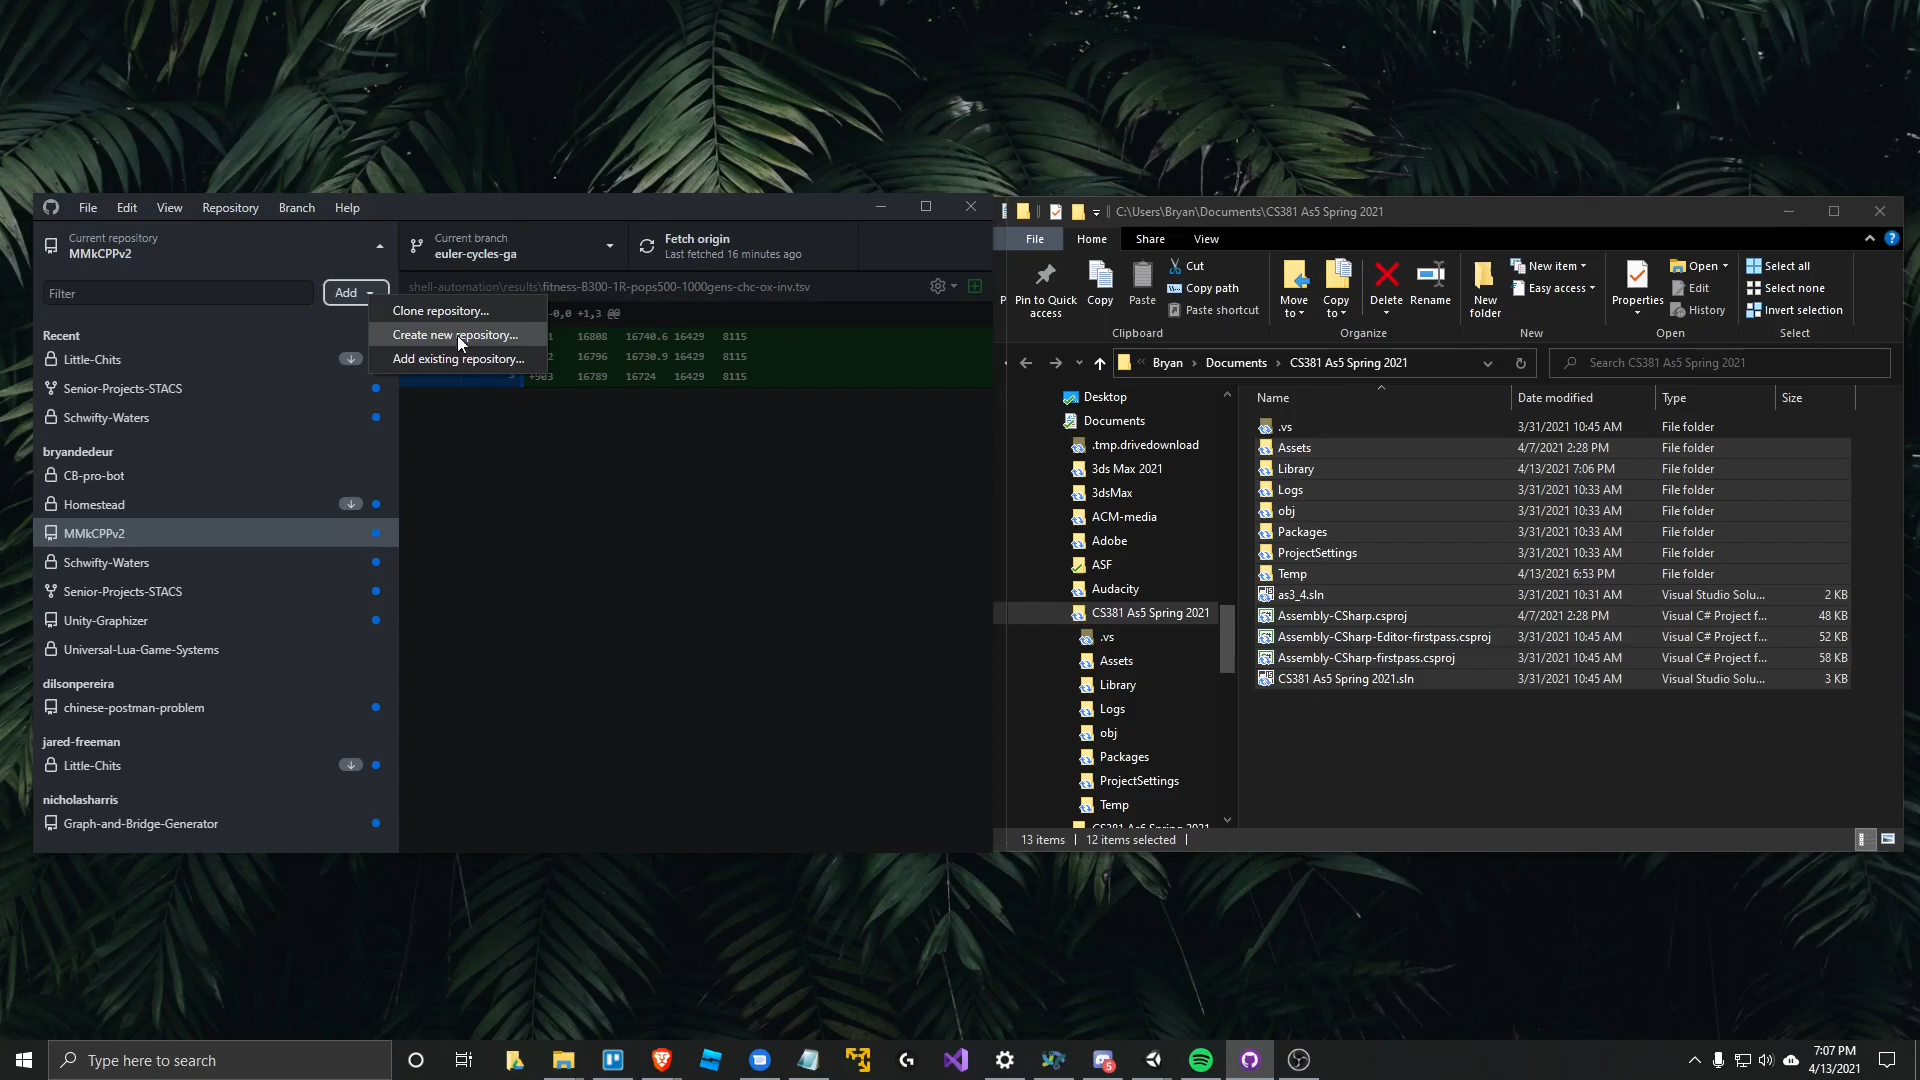 File Edit View Repository Branch Help
Current repository
MMkCPPv2
Current branch
euler-cycles-ga
Fetch origin
Last fetched 16 minutes ago
Filter
Add
Clone repository...
Create new repository...
Add existing repository...
shell-automation\results\fitness-B300-1R-pops500-1000gens-chc-ox-inv.tsv
-0,0 +1,3 @@
16808 16740.6 16429 8115
16796 16730.9 16429 8115
+903 16789 16724 16429 8115
Recent
Little-Chits
Senior-Projects-STACS
Schwifty-Waters
bryandedeur
CB-pro-bot
Homestead
MMkCPPv2
Schwifty-Waters
Senior-Projects-STACS
Unity-Graphizer
Universal-Lua-Game-Systems
dilsonpereira
chinese-postman-problem
jared-freeman
Little-Chits
nicholasharris
Graph-and-Bridge-Generator
C:\Users\Bryan\Documents\CS381 As5 Spring 2021
File Home Share View
Pin to Quick access
Copy
Paste
Cut
Copy path
Paste shortcut
Clipboard
Move to
Copy to
Delete
Rename
Organize
New folder
New item
Easy access
New
Properties
Open
Edit
History
Open
Select all
Select none
Invert selection
Select
Bryan › Documents › CS381 As5 Spring 2021
Search CS381 As5 Spring 2021
Desktop
Documents
.tmp.drivedownload
3ds Max 2021
3dsMax
ACM-media
Adobe
ASF
Audacity
CS381 As5 Spring 2021
.vs
Assets
Library
Logs
obj
Packages
ProjectSettings
Temp
CS381 As6 Spring 2021
Name Date modified Type Size
.vs 3/31/2021 10:45 AM File folder
Assets 4/7/2021 2:28 PM File folder
Library 4/13/2021 7:06 PM File folder
Logs 3/31/2021 10:33 AM File folder
obj 3/31/2021 10:33 AM File folder
Packages 3/31/2021 10:33 AM File folder
ProjectSettings 3/31/2021 10:33 AM File folder
Temp 4/13/2021 6:53 PM File folder
as3_4.sln 3/31/2021 10:31 AM Visual Studio Solu... 2 KB
Assembly-CSharp.csproj 4/7/2021 2:28 PM Visual C# Project f... 48 KB
Assembly-CSharp-Editor-firstpass.csproj 3/31/2021 10:45 AM Visual C# Project f... 52 KB
Assembly-CSharp-firstpass.csproj 3/31/2021 10:45 AM Visual C# Project f... 58 KB
CS381 As5 Spring 2021.sln 3/31/2021 10:45 AM Visual Studio Solu... 3 KB
13 items 12 items selected
Type here to search
5
7:07 PM
4/13/2021